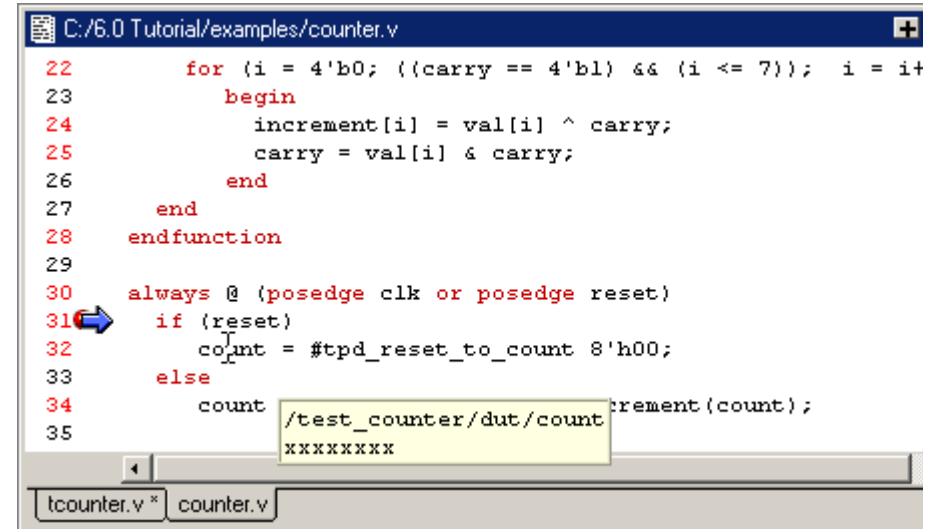 C:/6.0 Tutorial/examples/counter.v
22 for (i = 4'b0; ((carry == 4'b1) && (i <= 7)); i = i+
23 begin
24 increment[i] = val[i] ^ carry;
25 carry = val[i] & carry;
26 end
27 end
28 endfunction
29
30 always @ (posedge clk or posedge reset)
31 if (reset)
32 count = #tpd_reset_to_count 8'h00;
33 else
34 count crement(count);
/test_counter/dut/count
xxxxxxxx
35
tcounter.v * counter.v